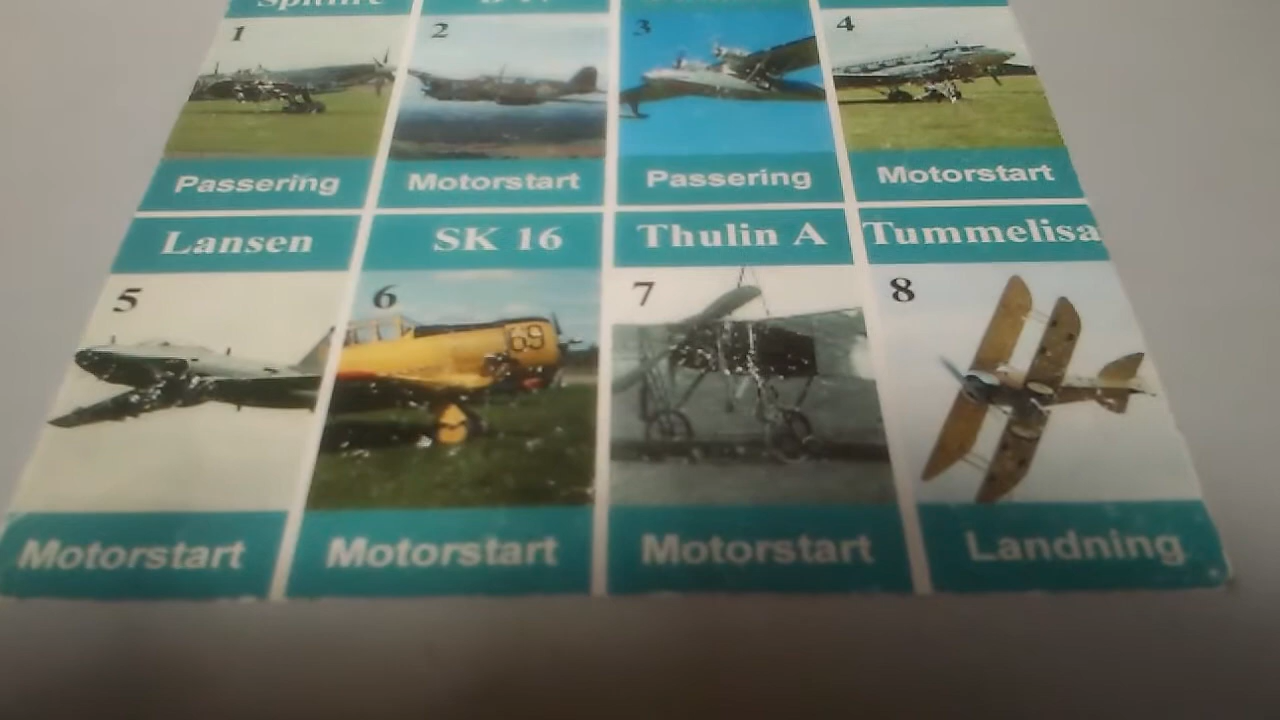 Spitfire
1 2 3 4
Passering Motorstart Passering Motorstart
Lansen SK 16 Thulin A Tummelisa
5 6 7 8
69
Motorstart Motorstart Motorstart Landning